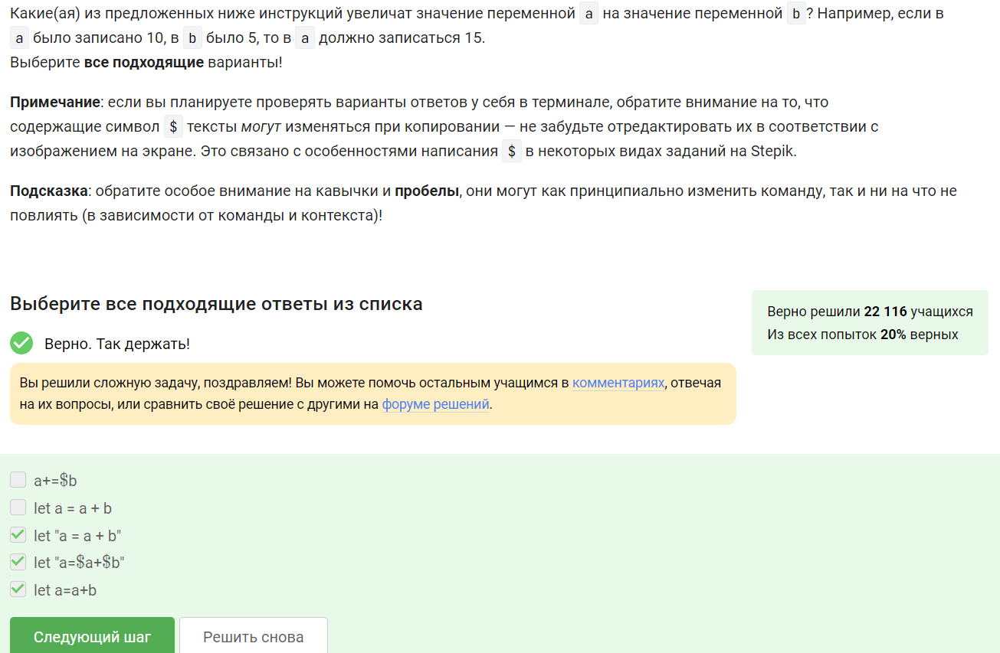 Какие(ая) из предложенных ниже инструкций увеличат значение переменной a на значение переменной b? Например, если в
a было записано 10, в b было 5, то в a должно записаться 15.
Выберите все подходящие варианты!
Примечание: если вы планируете проверять варианты ответов у себя в терминале, обратите внимание на то, что
содержащие символ $ тексты могут изменяться при копировании — не забудьте отредактировать их в соответствии с
изображением на экране. Это связано с особенностями написания $ в некоторых видах заданий на Stepik.
Подсказка: обратите особое внимание на кавычки и пробелы, они могут как принципиально изменить команду, так и ни на что не
повлиять (в зависимости от команды и контекста)!
Выберите все подходящие ответы из списка
Верно решили 22 116 учащихся
Из всех попыток 20% верных
Верно. Так держать!
Вы решили сложную задачу, поздравляем! Вы можете помочь остальным учащимся в комментариях, отвечая
на их вопросы, или сравнить своё решение с другими на форуме решений.
a+=$b
let a = a + b
let "a = a + b"
let "a=$a+$b"
let a=a+b
Следующий шаг
Решить снова